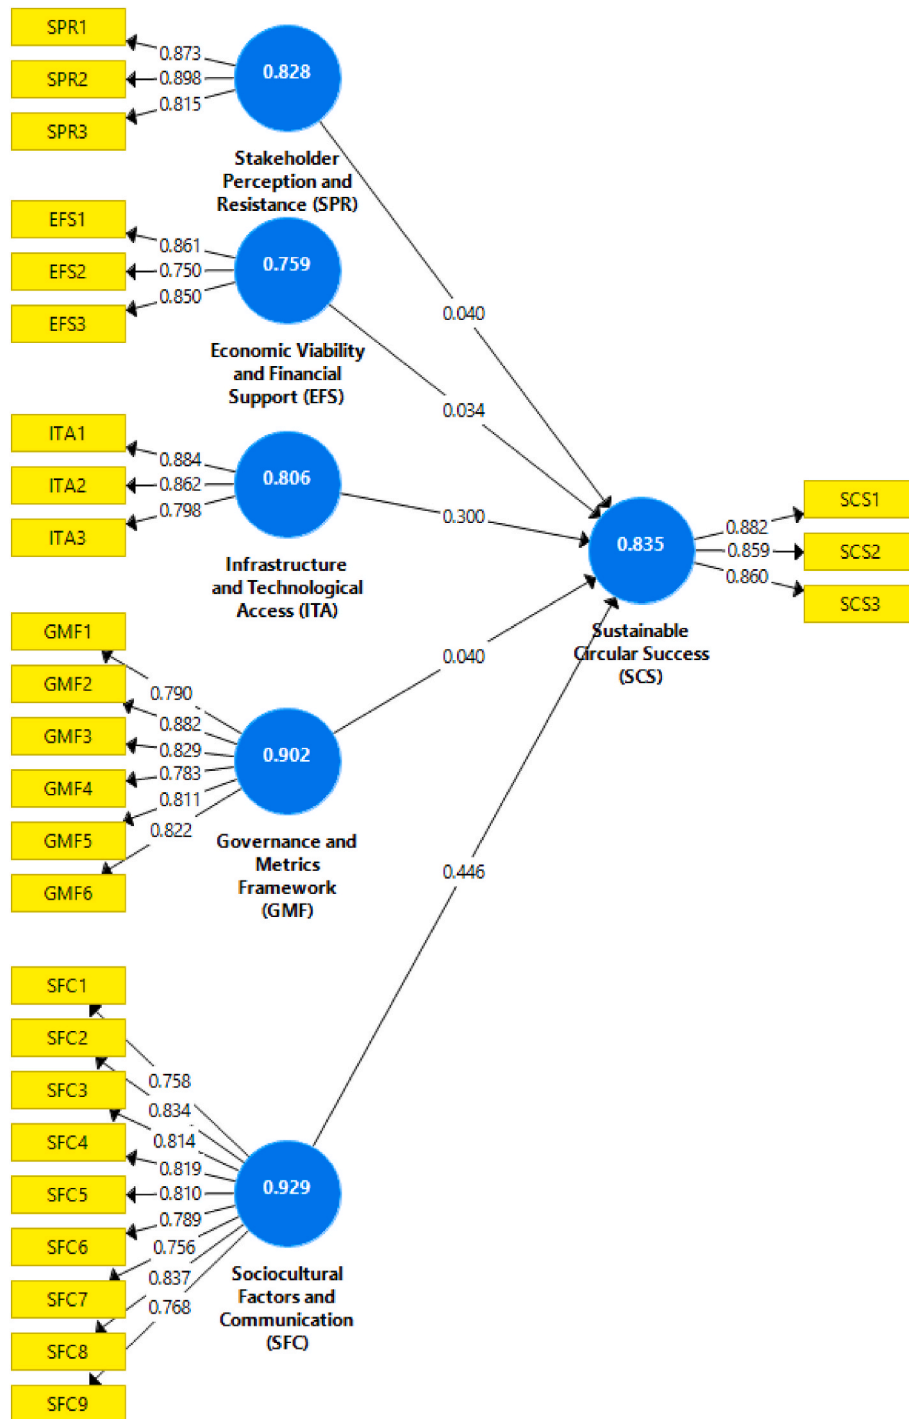 SPR1
SPR2
SPR3
0.873
0.898
0.815
0.828
Stakeholder
Perception and
Resistance (SPR)
EFS1
EFS2
EFS3
0.861
0.750
0.850
0.759
Economic Viability
and Financial
Support (EFS)
ITA1
ITA2
ITA3
0.884
0.862
0.798
0.806
Infrastructure
and Technological
Access (ITA)
GMF1
GMF2
GMF3
GMF4
GMF5
GMF6
0.790
0.882
0.829
0.783
0.811
0.822
0.902
Governance and
Metrics
Framework
(GMF)
SFC1
SFC2
SFC3
SFC4
SFC5
SFC6
SFC7
SFC8
SFC9
0.758
0.834
0.814
0.819
0.810
0.789
0.756
0.837
0.768
0.929
Sociocultural
Factors and
Communication
(SFC)
0.040
0.034
0.300
0.040
0.446
0.835
Sustainable
Circular Success
(SCS)
0.882
0.859
0.860
SCS1
SCS2
SCS3